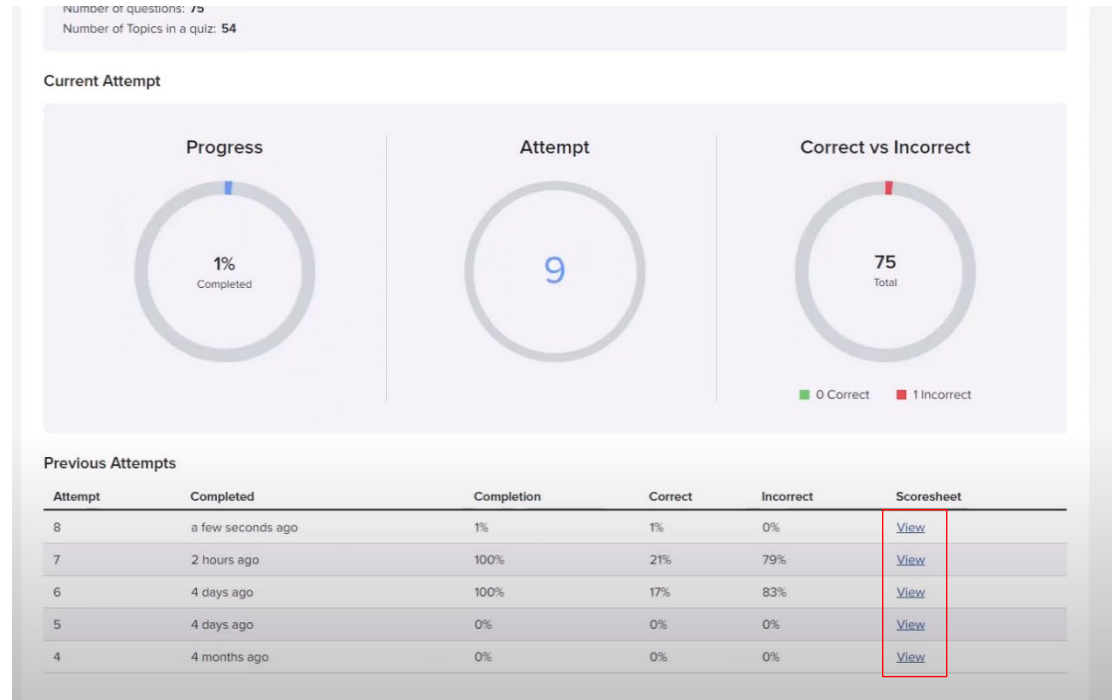 Number of questions: 75
Number of Topics in a quiz: 54
Current Attempt
Progress
Attempt
Correct vs Incorrect
1%
Completed
9
75
Total
0 Correct
1 Incorrect
Previous Attempts
Attempt Completed Completion Correct Incorrect Scoresheet
8 a few seconds ago 1% 1% 0% View
7 2 hours ago 100% 21% 79% View
6 4 days ago 100% 17% 83% View
5 4 days ago 0% 0% 0% View
4 4 months ago 0% 0% 0% View